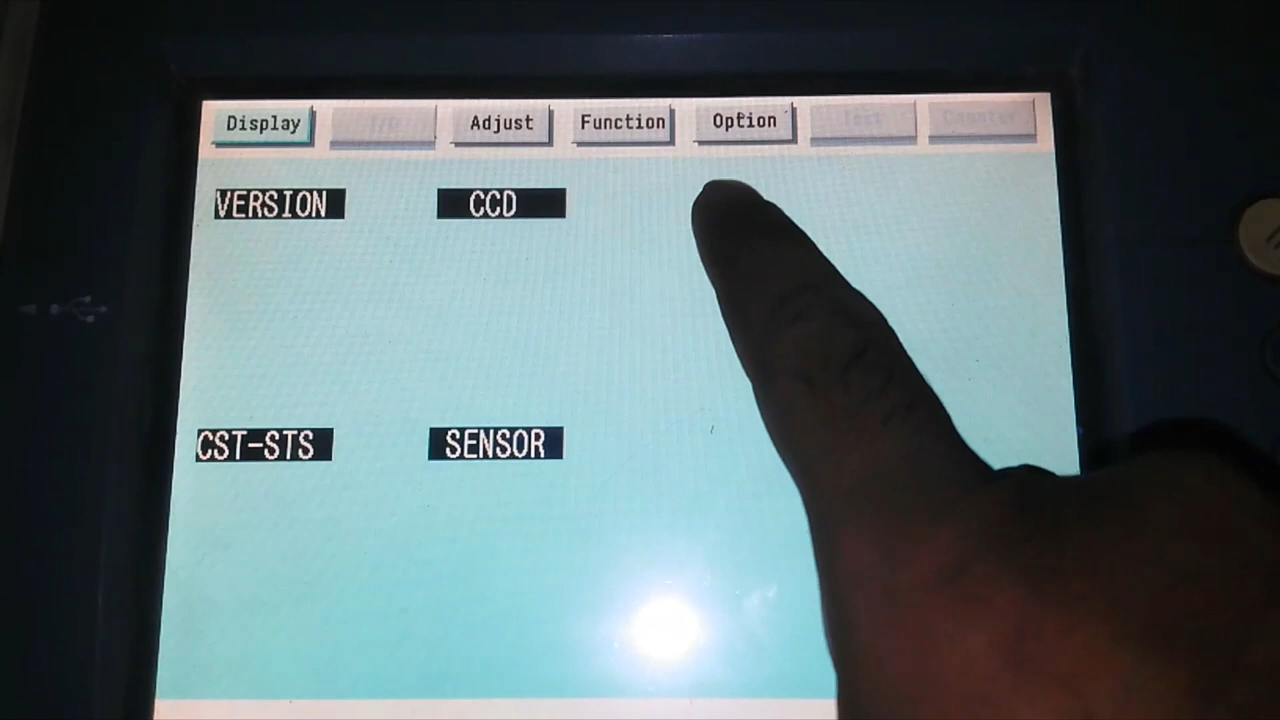 Display I/O Adjust Function Option Test Counter
VERSION CCD
CST-STS SENSOR